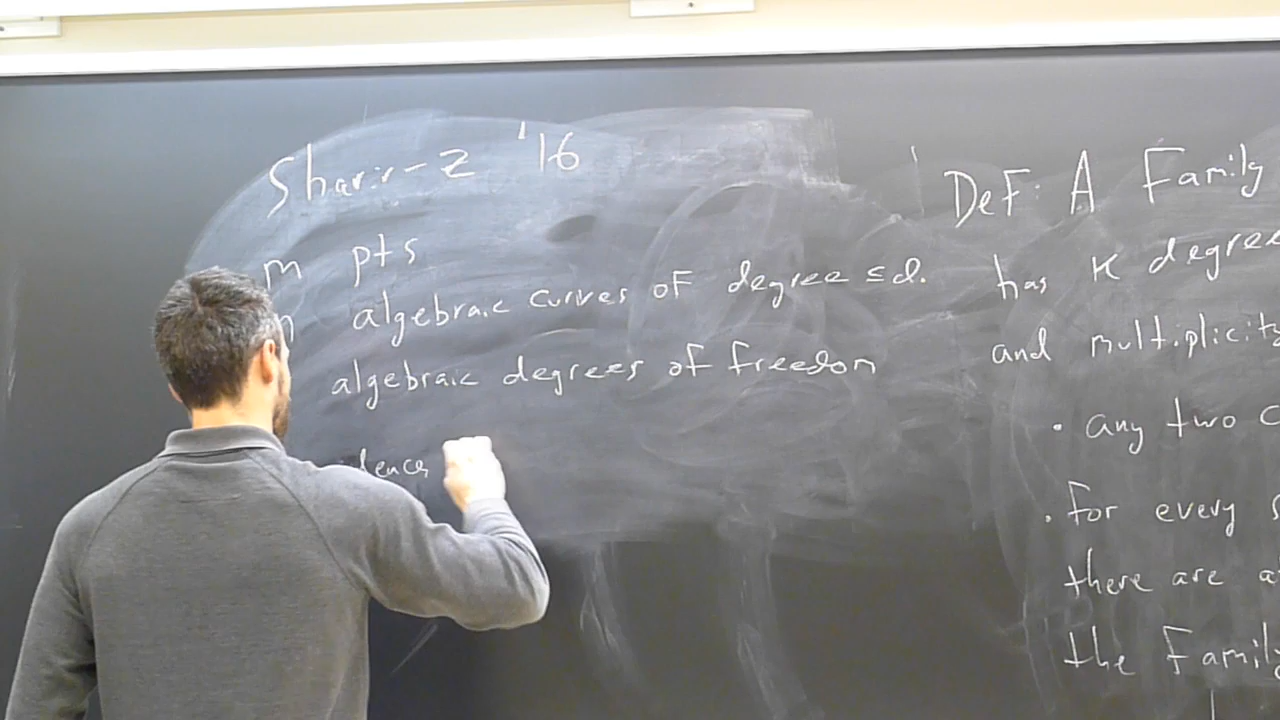 Sharir-Z '16
m pts
n algebraic curves of degree ≤d.
algebraic degrees of freedom
dence
Def: A Family
has K degree
and multiplicity
• any two c
• for every s
there are a
the Family